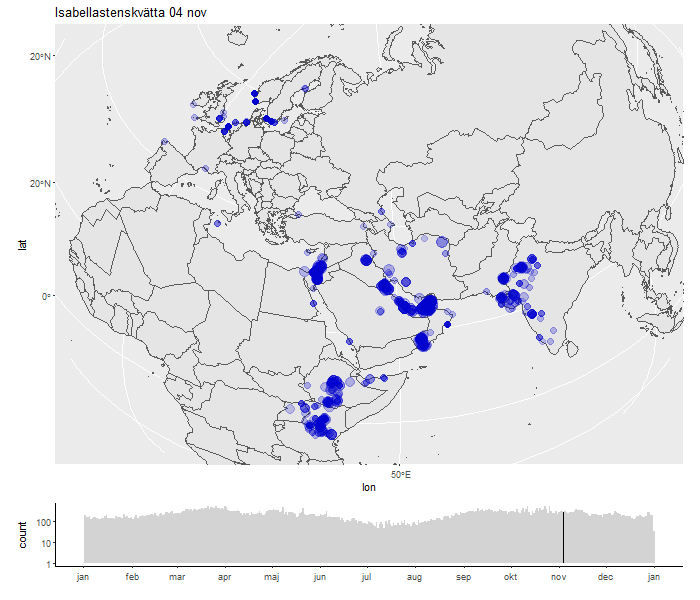 Isabellastenskvätta 04 nov
20°N
20°N
0°
lat
50°E
lon
count
100
10
1
jan feb mar apr maj jun jul aug sep okt nov dec jan